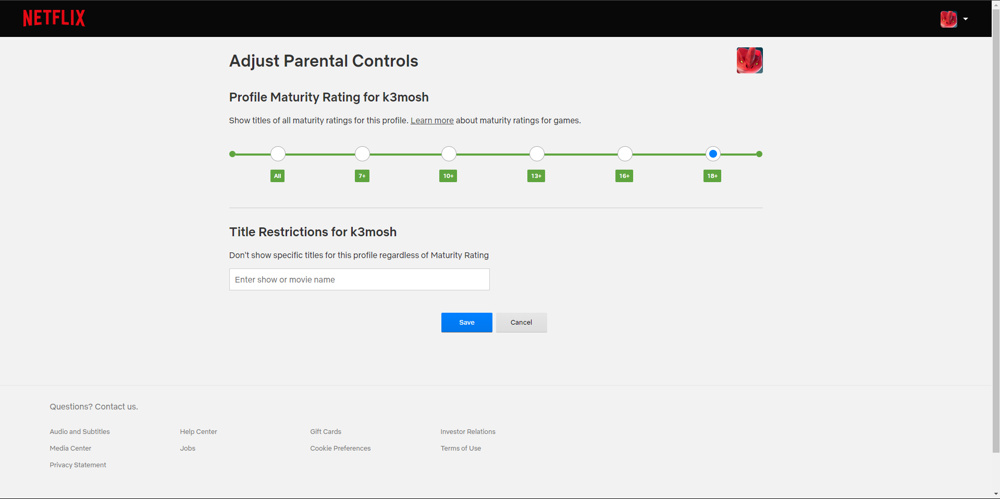 NETFLIX
Adjust Parental Controls
Profile Maturity Rating for k3mosh
Show titles of all maturity ratings for this profile. Learn more about maturity ratings for games.
All 7+ 10+ 13+ 16+ 18+
Title Restrictions for k3mosh
Don't show specific titles for this profile regardless of Maturity Rating
Enter show or movie name
Save Cancel
Questions? Contact us.
Audio and Subtitles Help Center Gift Cards Investor Relations
Media Center Jobs Cookie Preferences Terms of Use
Privacy Statement